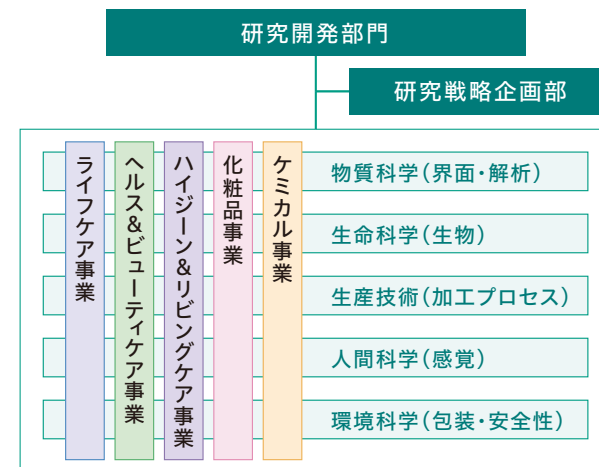 研究開発部門
研究戦略企画部
ライフケア事業
ヘルス&ビューティケア事業
ハイジーン&リビングケア事業
化粧品事業
ケミカル事業
物質科学(界面・解析)
生命科学(生物)
生産技術(加工プロセス)
人間科学(感覚)
環境科学(包装・安全性)